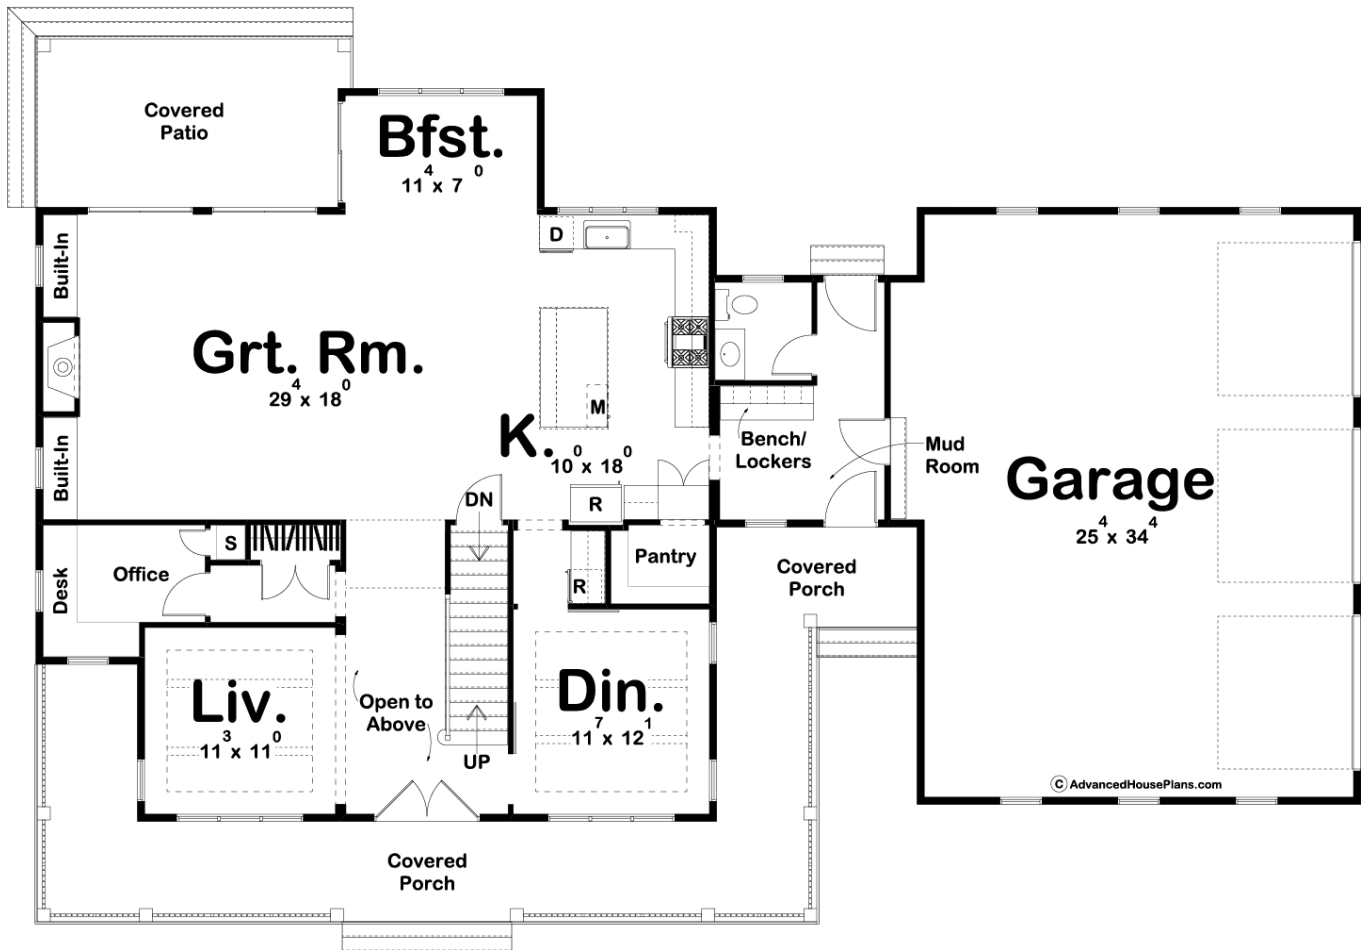 Covered
Patio
Bfst.
11⁴ x 7⁰
Built-In
D
Grt. Rm.
29⁴ x 18⁰
M
K.
10⁰ x 18⁰
Built-In
Bench/
Lockers
Mud
Room
Garage
25⁴ x 34⁴
DN
R
S
Office
Desk
R
Pantry
Covered
Porch
Liv.
11³ x 11⁰
Open to
Above
UP
Din.
11⁷ x 12¹
© AdvancedHousePlans.com
Covered
Porch